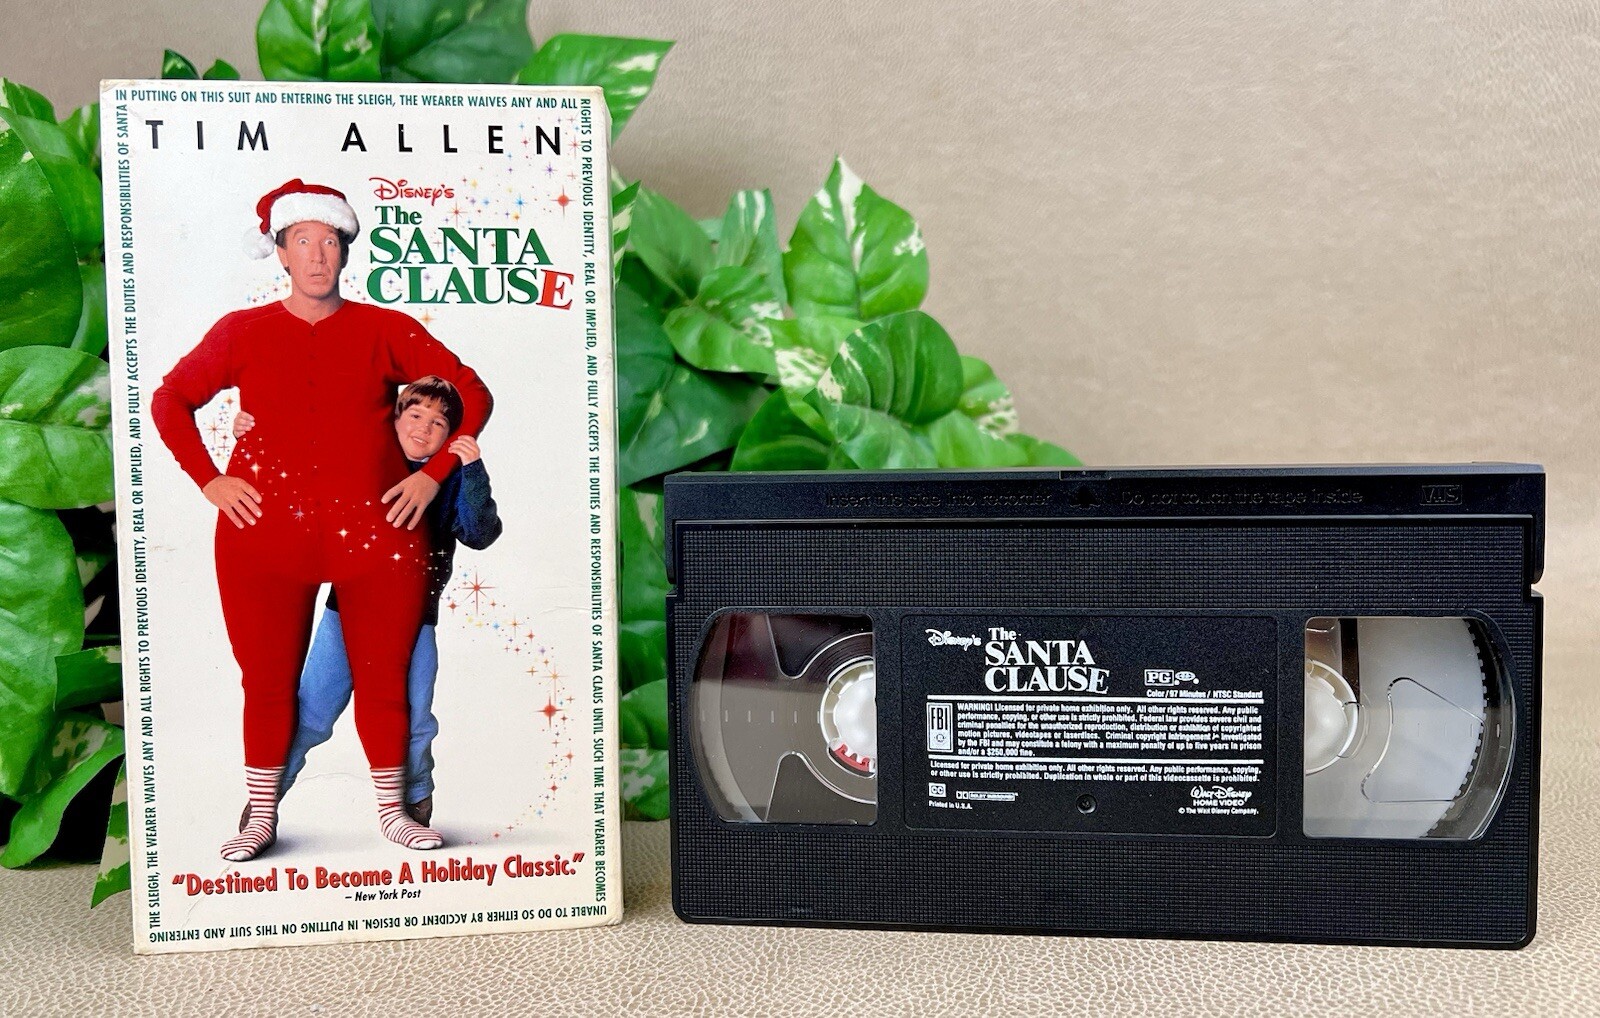 IN PUTTING ON THIS SUIT AND ENTERING THE SLEIGH, THE WEARER WAIVES ANY AND ALL
RIGHTS TO PREVIOUS IDENTITY, REAL OR IMPLIED, AND FULLY ACCEPTS THE DUTIES AND RESPONSIBILITIES OF SANTA CLAUS UNTIL SUCH TIME THAT WEARER BECOMES
UNABLE TO DO SO EITHER BY ACCIDENT OR DESIGN. IN PUTTING ON THIS SUIT AND ENTERING
THE SLEIGH, THE WEARER WAIVES ANY AND ALL RIGHTS TO PREVIOUS IDENTITY, REAL OR IMPLIED, AND FULLY ACCEPTS THE DUTIES AND RESPONSIBILITIES OF SANTA
TIM ALLEN
Disney's
The
SANTA
CLAUSE
"Destined To Become A Holiday Classic."
– New York Post
Insert this side into recorder Do not touch the tape inside VHS
Disney's The
SANTA
CLAUSE
PG
Color/97 Minutes/NTSC Standard
FBI
WARNING! Licensed for private home exhibition only. All other rights reserved. Any public
performance, copying, or other use is strictly prohibited. Federal law provides severe civil and
criminal penalties for the unauthorized reproduction, distribution or exhibition of copyrighted
motion pictures, videotapes or laserdiscs. Criminal copyright infringement is investigated
by the FBI and may constitute a felony with a maximum penalty of up to five years in prison
and/or a $250,000 fine.
Licensed for private home exhibition only. All other rights reserved. Any public performance, copying,
or other use is strictly prohibited. Duplication in whole or part of this videocassette is prohibited.
CC
Printed in U.S.A.
Walt Disney
HOME VIDEO
© The Walt Disney Company.